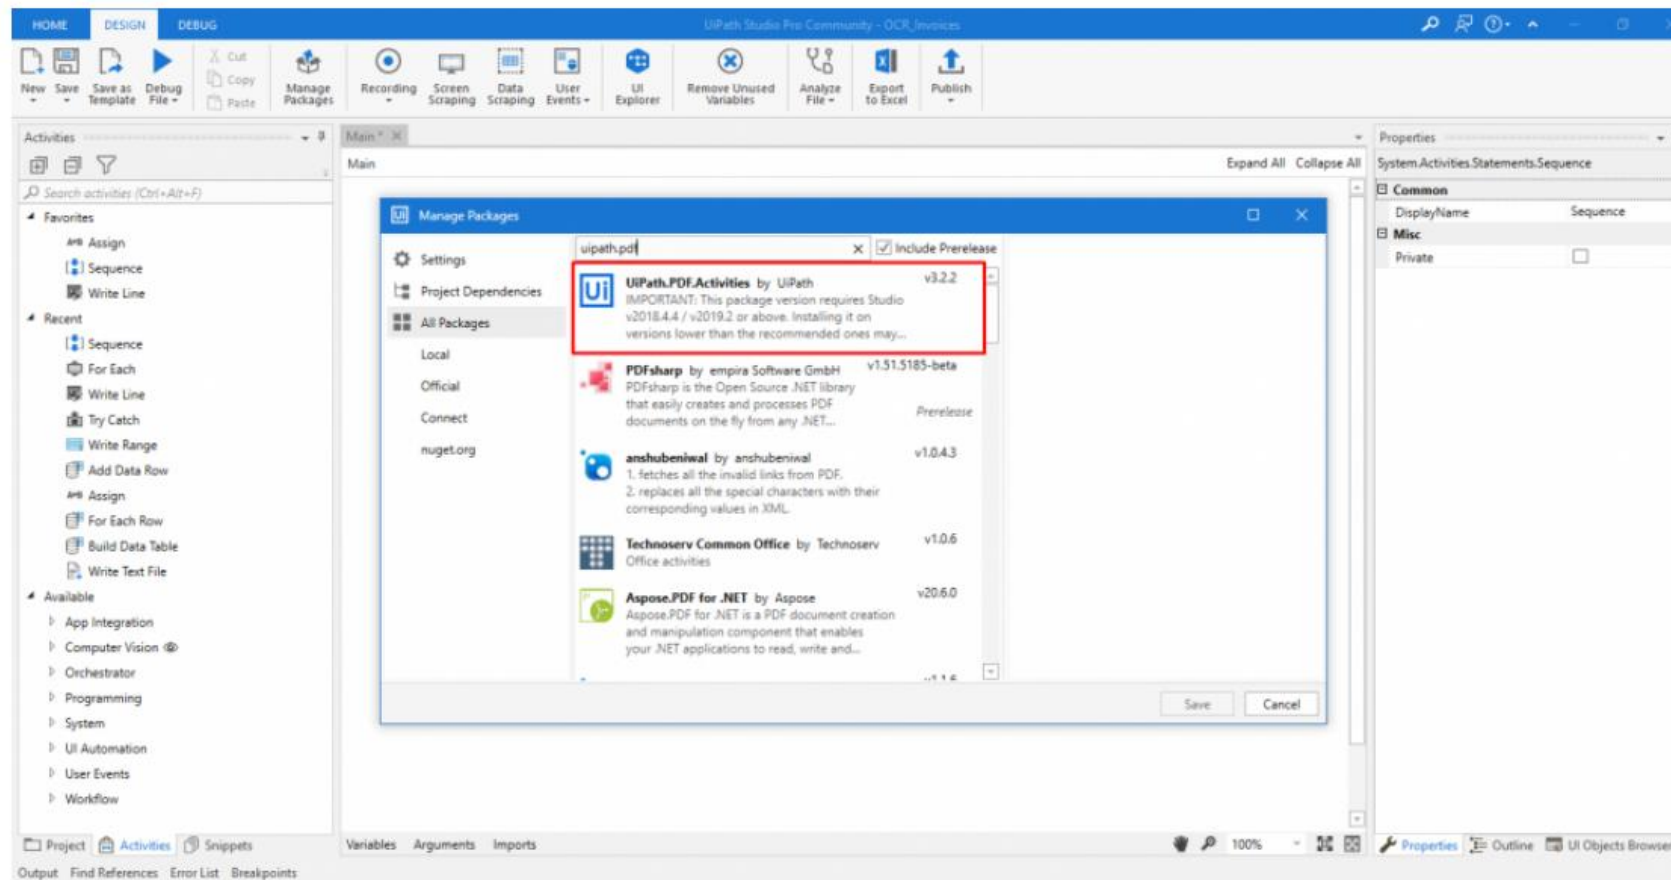 HOME DESIGN DEBUG UiPath Studio Pro Community - OCR_Invoices
New Save Save as Template Debug File Cut Copy Paste Manage Packages Recording Screen Scraping Data Scraping User Events UI Explorer Remove Unused Variables Analyze File Export to Excel Publish
Activities
Search activities (Ctrl+Alt+F)
Favorites
A+B Assign
Sequence
Write Line
Recent
Sequence
For Each
Write Line
Try Catch
Write Range
Add Data Row
A+B Assign
For Each Row
Build Data Table
Write Text File
Available
App Integration
Computer Vision
Orchestrator
Programming
System
UI Automation
User Events
Workflow
Project Activities Snippets
Main *
Main Expand All Collapse All
Ui Manage Packages
Settings
Project Dependencies
All Packages
Local
Official
Connect
nuget.org
uipath.pdf Include Prerelease
Ui UiPath.PDF.Activities by UiPath v3.2.2
IMPORTANT: This package version requires Studio
v2018.4.4 / v2019.2 or above. Installing it on
versions lower than the recommended ones may...
PDFsharp by empira Software GmbH v1.51.5185-beta
PDFsharp is the Open Source .NET library
that easily creates and processes PDF Prerelease
documents on the fly from any .NET...
anshubeniwal by anshubeniwal v1.0.4.3
1. fetches all the invalid links from PDF.
2. replaces all the special characters with their
corresponding values in XML.
Technoserv Common Office by Technoserv v1.0.6
Office activities
Aspose.PDF for .NET by Aspose v20.6.0
Aspose.PDF for .NET is a PDF document creation
and manipulation component that enables
your .NET applications to read, write and...
Save Cancel
Variables Arguments Imports 100%
Properties
System.Activities.Statements.Sequence
Common
DisplayName Sequence
Misc
Private
Properties Outline UI Objects Browser
Output Find References Error List Breakpoints